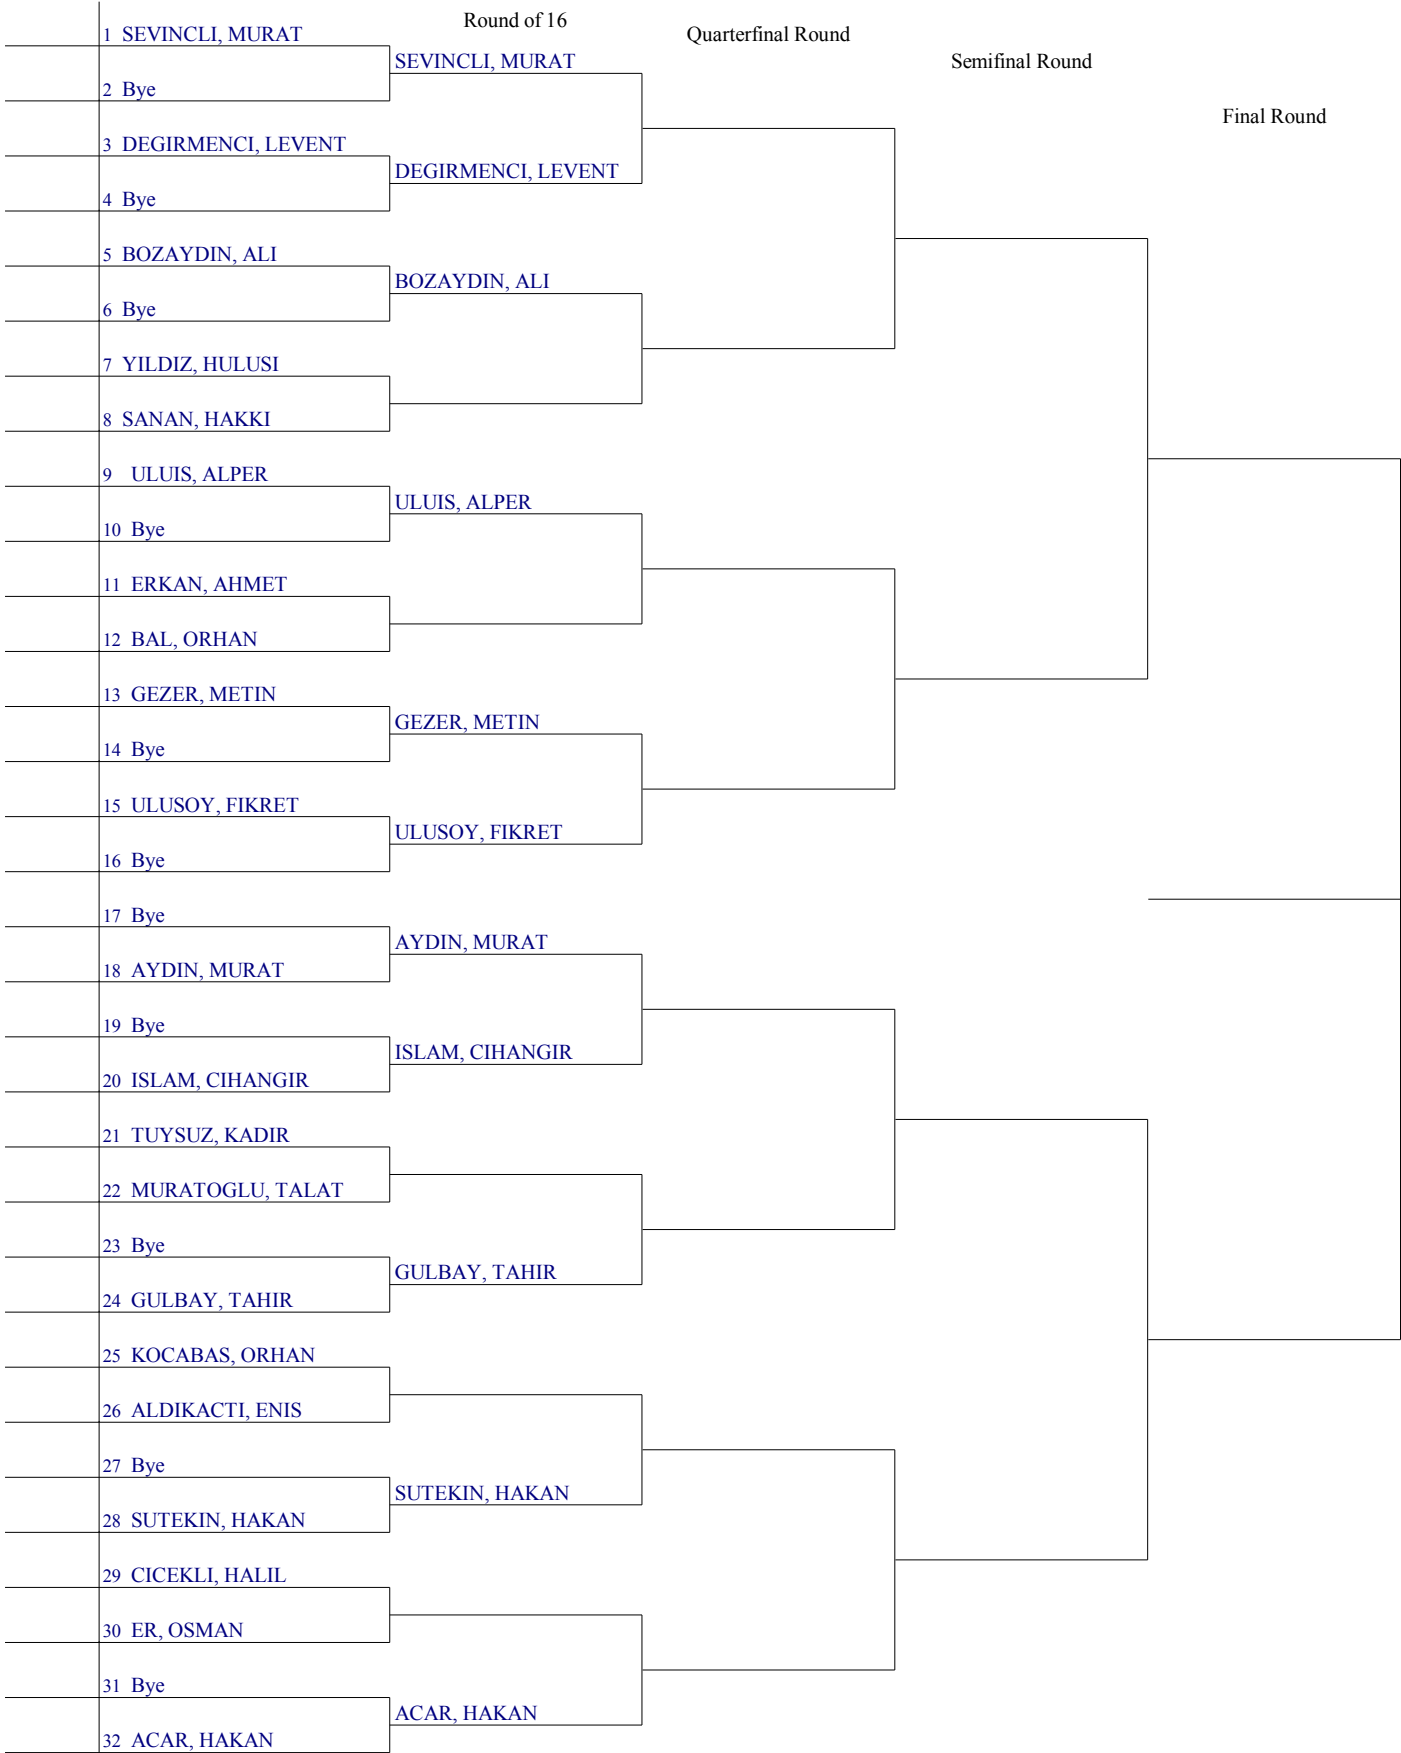 Round of 16
Quarterfinal Round
Semifinal Round
Final Round
1 SEVINCLI, MURAT
SEVINCLI, MURAT
2 Bye
3 DEGIRMENCI, LEVENT
DEGIRMENCI, LEVENT
4 Bye
5 BOZAYDIN, ALI
BOZAYDIN, ALI
6 Bye
7 YILDIZ, HULUSI
8 SANAN, HAKKI
9 ULUIS, ALPER
ULUIS, ALPER
10 Bye
11 ERKAN, AHMET
12 BAL, ORHAN
13 GEZER, METIN
GEZER, METIN
14 Bye
15 ULUSOY, FIKRET
ULUSOY, FIKRET
16 Bye
17 Bye
AYDIN, MURAT
18 AYDIN, MURAT
19 Bye
ISLAM, CIHANGIR
20 ISLAM, CIHANGIR
21 TUYSUZ, KADIR
22 MURATOGLU, TALAT
23 Bye
GULBAY, TAHIR
24 GULBAY, TAHIR
25 KOCABAS, ORHAN
26 ALDIKACTI, ENIS
27 Bye
SUTEKIN, HAKAN
28 SUTEKIN, HAKAN
29 CICEKLI, HALIL
30 ER, OSMAN
31 Bye
ACAR, HAKAN
32 ACAR, HAKAN